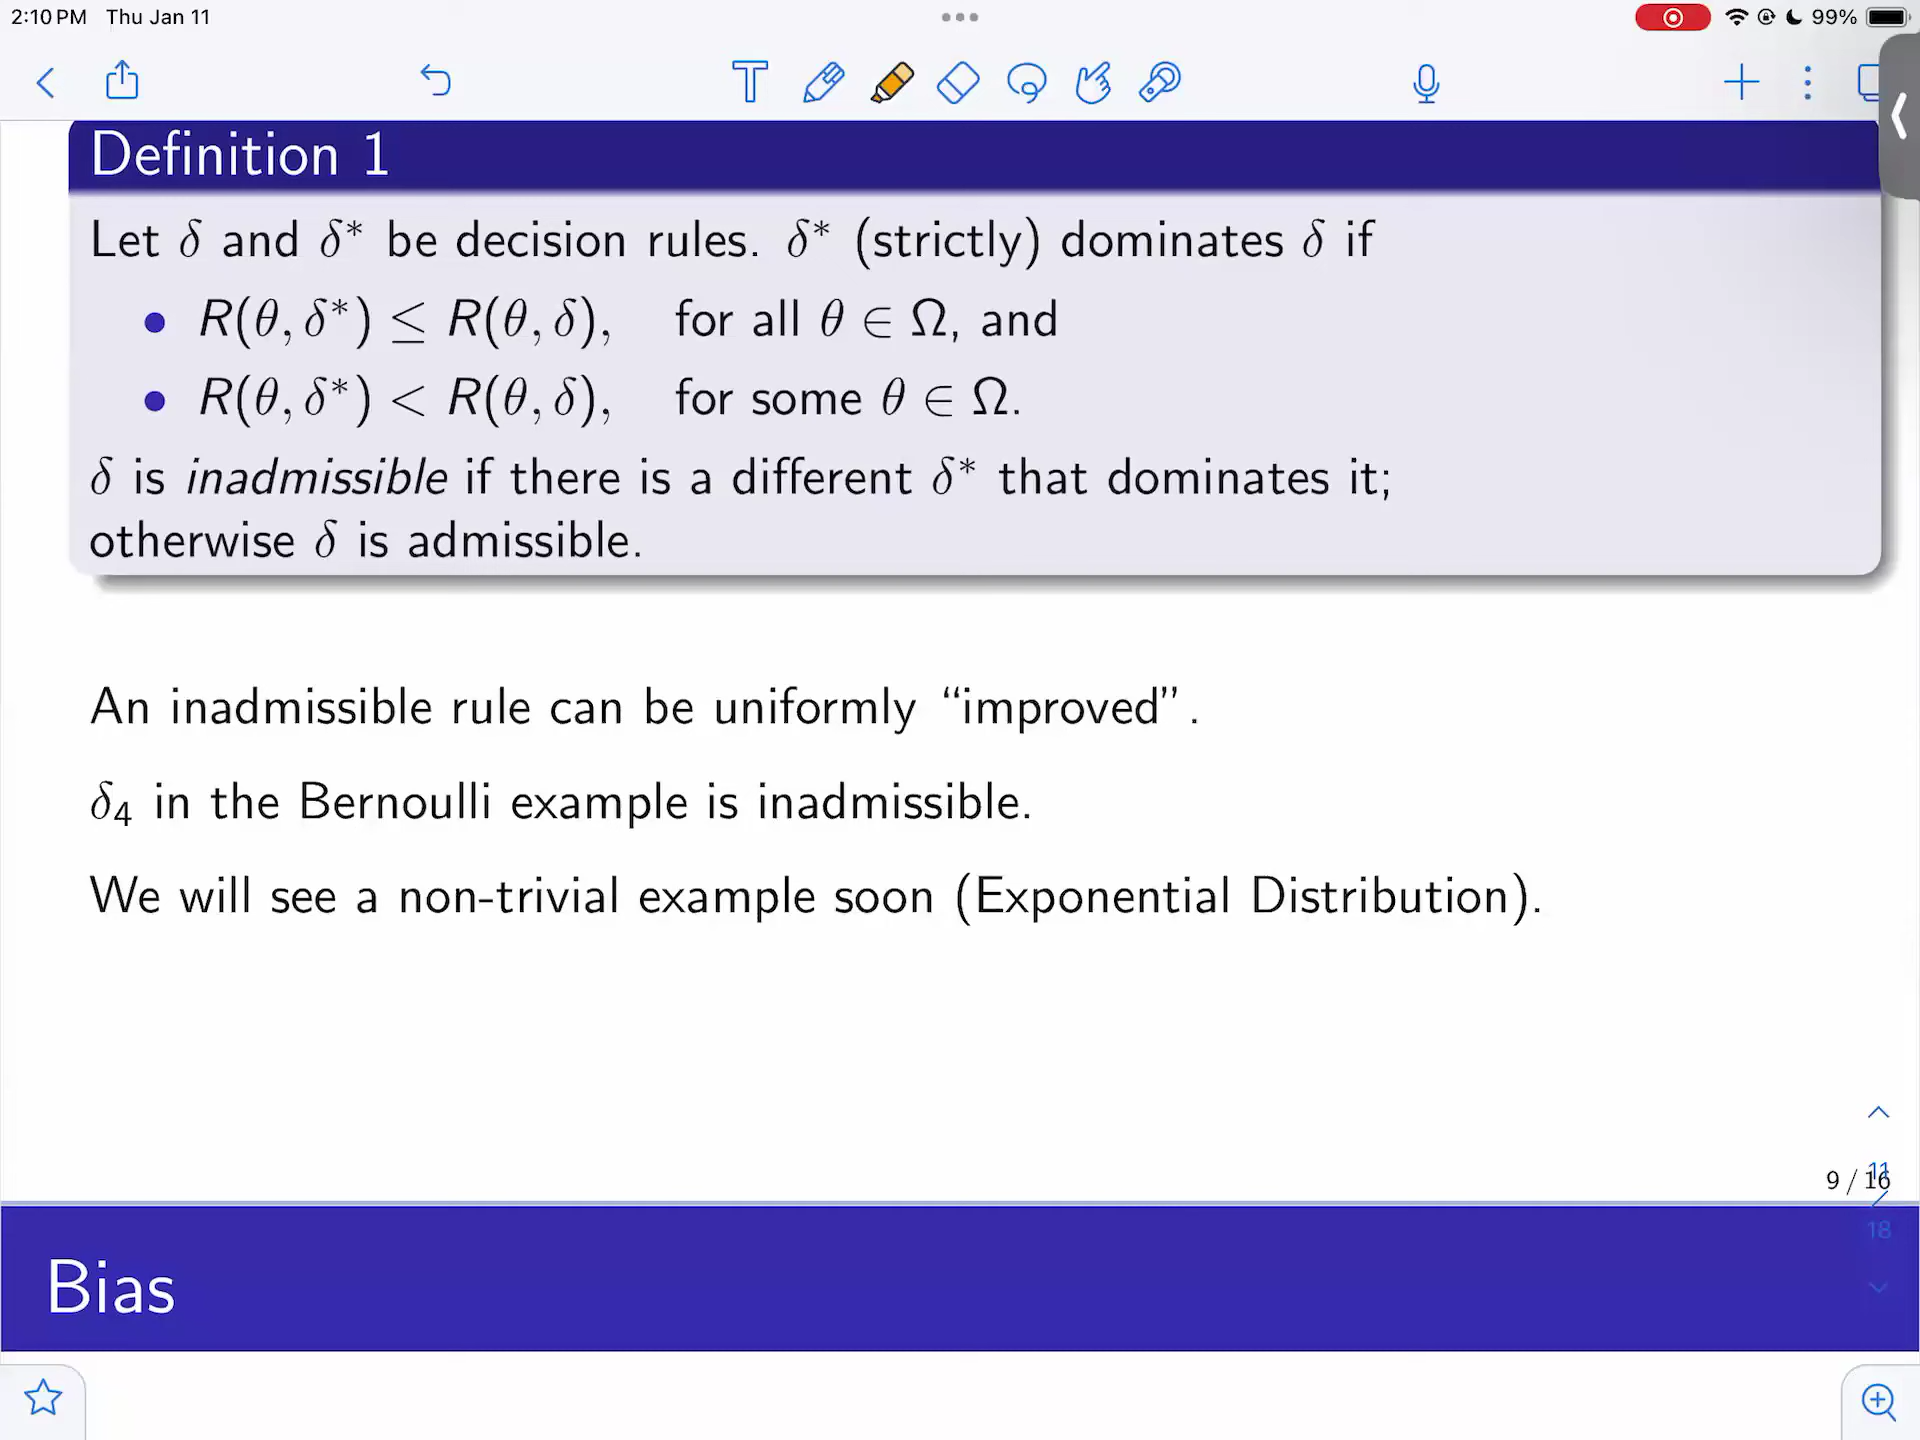 2:10 PM Thu Jan 11
99%
Definition 1
Let δ and δ* be decision rules. δ* (strictly) dominates δ if
• R(θ, δ*) ≤ R(θ, δ), for all θ ∈ Ω, and
• R(θ, δ*) < R(θ, δ), for some θ ∈ Ω.
δ is inadmissible if there is a different δ* that dominates it;
otherwise δ is admissible.
An inadmissible rule can be uniformly “improved”.
δ₄ in the Bernoulli example is inadmissible.
We will see a non-trivial example soon (Exponential Distribution).
9 / 16
11
/
18
Bias